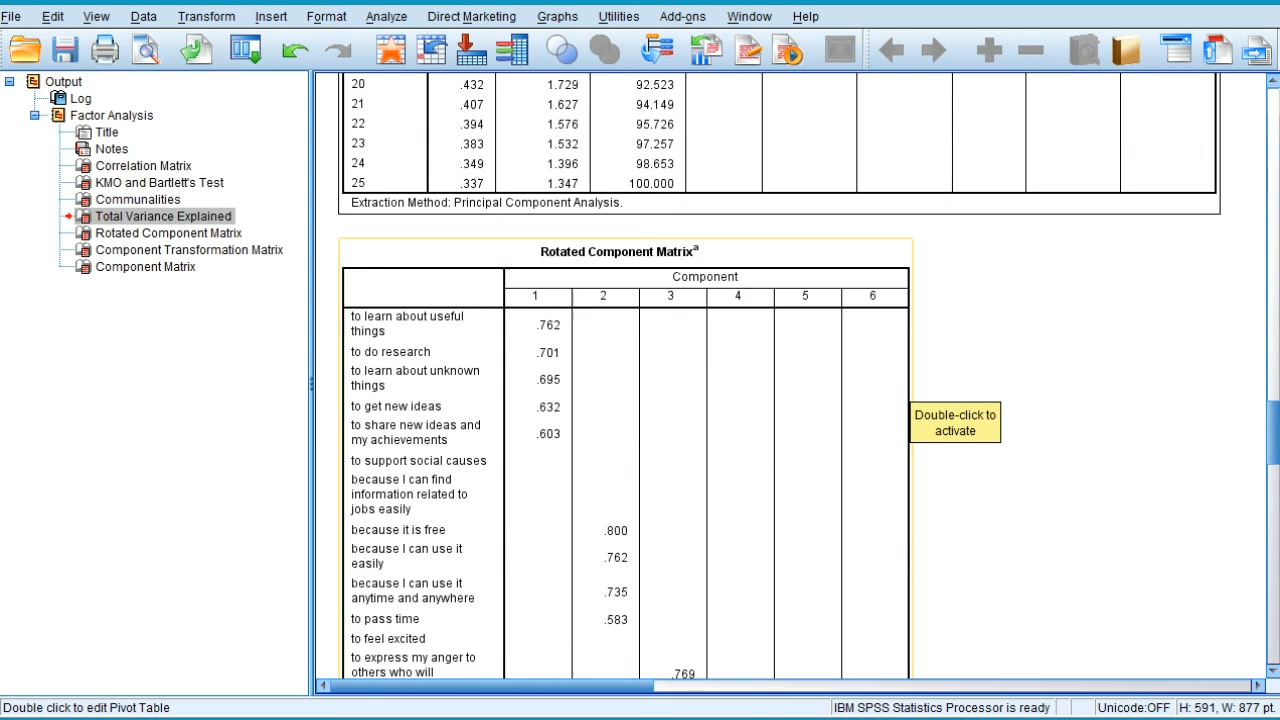 File Edit View Data Transform Insert Format Analyze Direct Marketing Graphs Utilities Add-ons Window Help
Output
Log
Factor Analysis
Title
Notes
Correlation Matrix
KMO and Bartlett's Test
Communalities
Total Variance Explained
Rotated Component Matrix
Component Transformation Matrix
Component Matrix
20 .432 1.729 92.523
21 .407 1.627 94.149
22 .394 1.576 95.726
23 .383 1.532 97.257
24 .349 1.396 98.653
25 .337 1.347 100.000
Extraction Method: Principal Component Analysis.
Rotated Component Matrixa
Component
1 2 3 4 5 6
to learn about useful
things .762
to do research .701
to learn about unknown
things .695
to get new ideas .632
to share new ideas and
my achievements .603
to support social causes
because I can find
information related to
jobs easily
because it is free .800
because I can use it
easily .762
because I can use it
anytime and anywhere .735
to pass time .583
to feel excited
to express my anger to
others who will .769
Double-click to
activate
Double click to edit Pivot Table IBM SPSS Statistics Processor is ready Unicode:OFF H: 591, W: 877 pt.